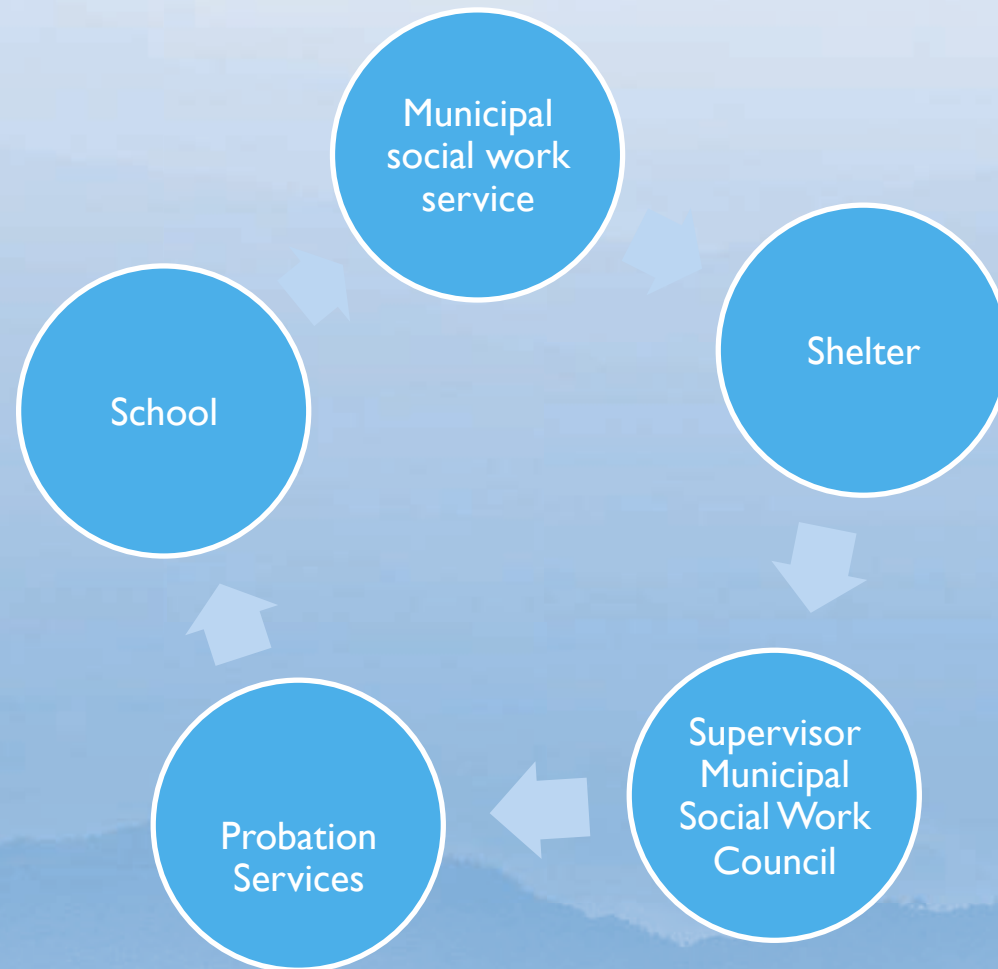 Municipal
social work
service
Shelter
Supervisor
Municipal
Social Work
Council
Probation
Services
School